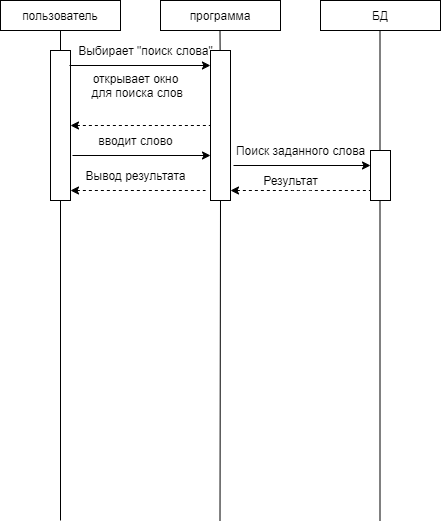 пользователь
программа
БД
Выбирает "поиск слова"
открывает окно
для поиска слов
вводит слово
Поиск заданного слова
Вывод результата
Результат